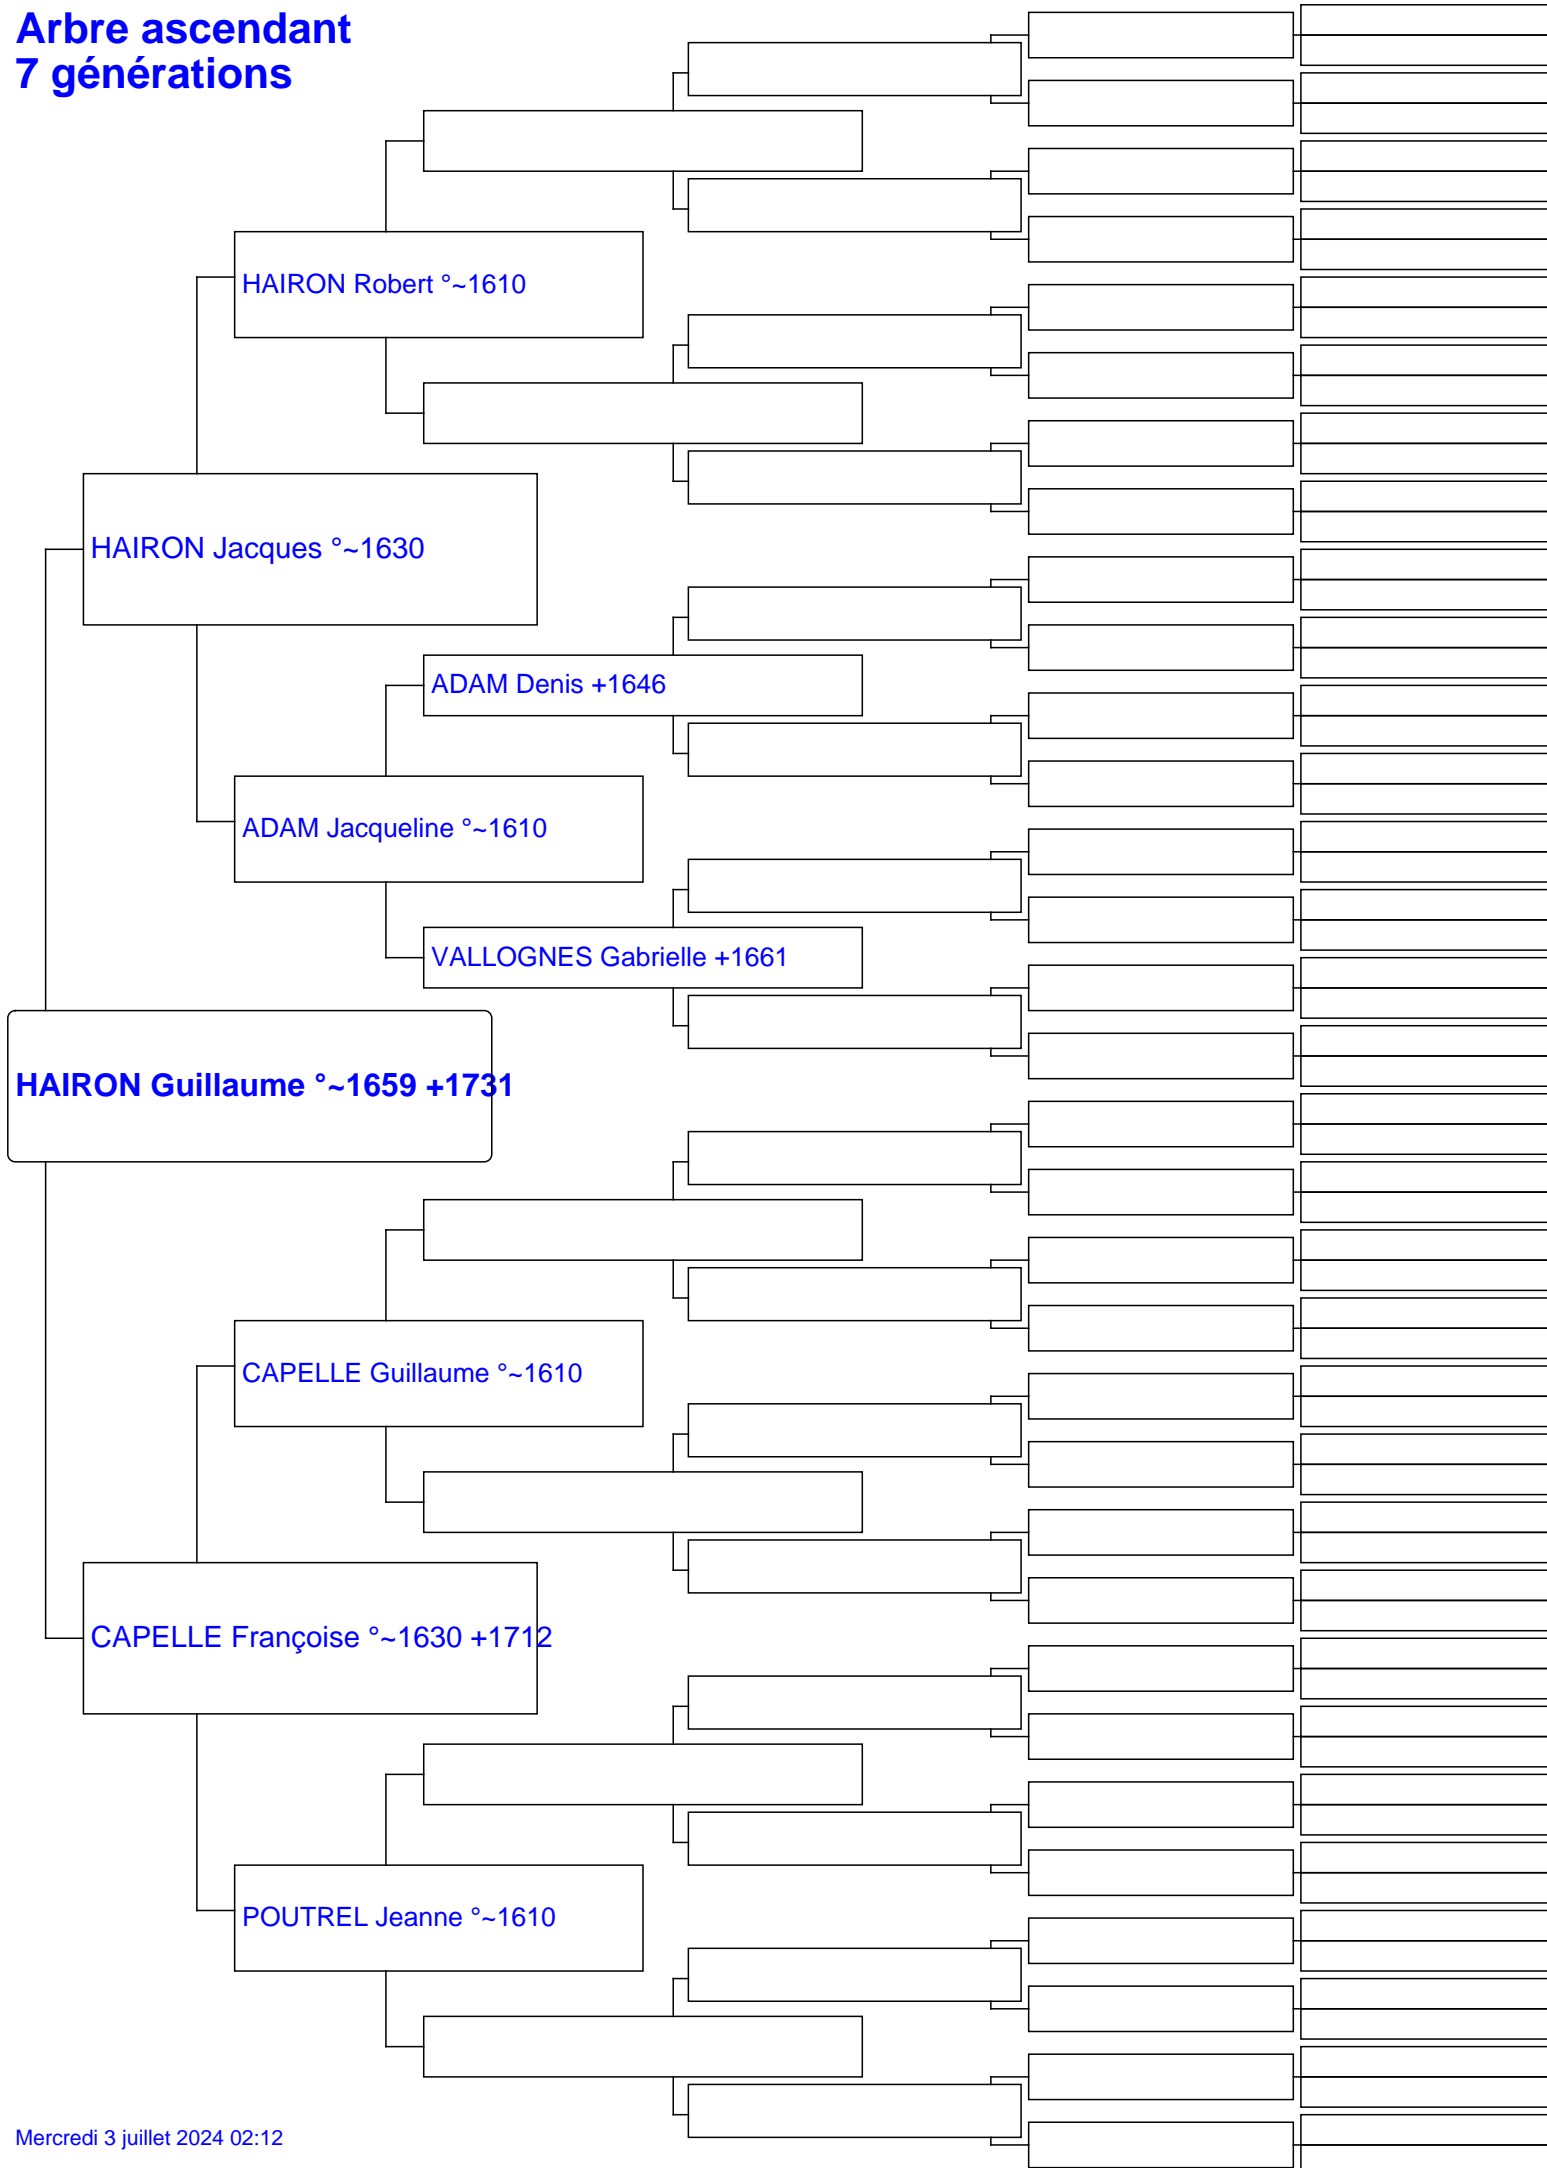 Arbre ascendant
7 générations
HAIRON Robert °~1610
HAIRON Jacques °~1630
ADAM Denis +1646
ADAM Jacqueline °~1610
VALLOGNES Gabrielle +1661
HAIRON Guillaume °~1659 +1731
CAPELLE Guillaume °~1610
CAPELLE Françoise °~1630 +1712
POUTREL Jeanne °~1610
Mercredi 3 juillet 2024 02:12